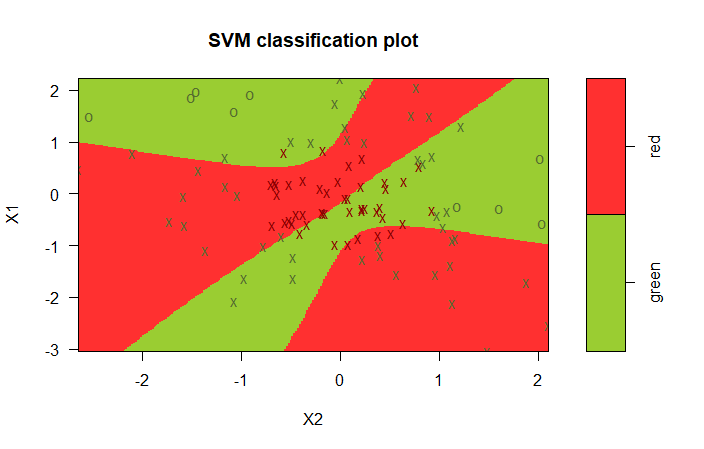 SVM classification plot
2
1
0
-1
-2
-3
X1
-2
-1
0
1
2
X2
red
green